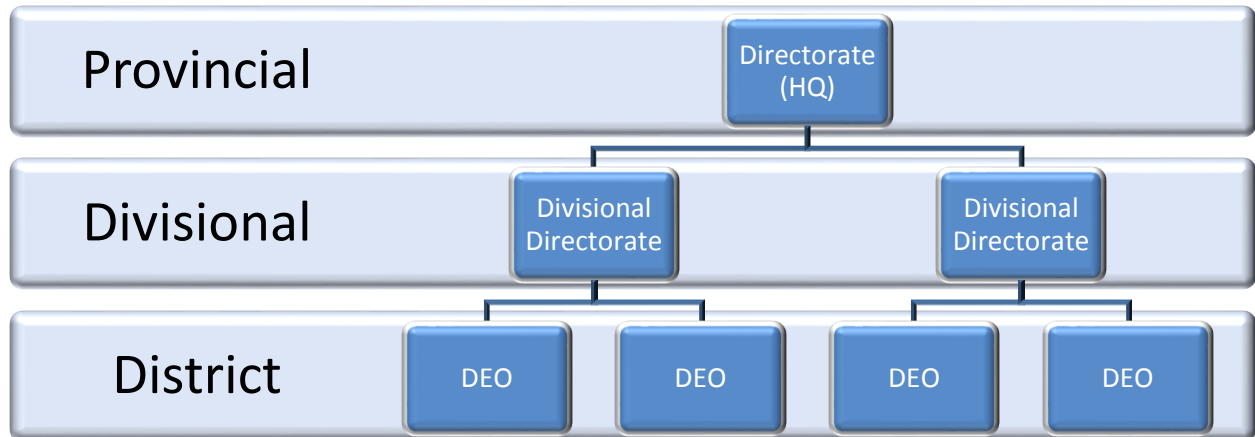 Provincial
Directorate
(HQ)
Divisional
Divisional
Directorate
Divisional
Directorate
District
DEO
DEO
DEO
DEO